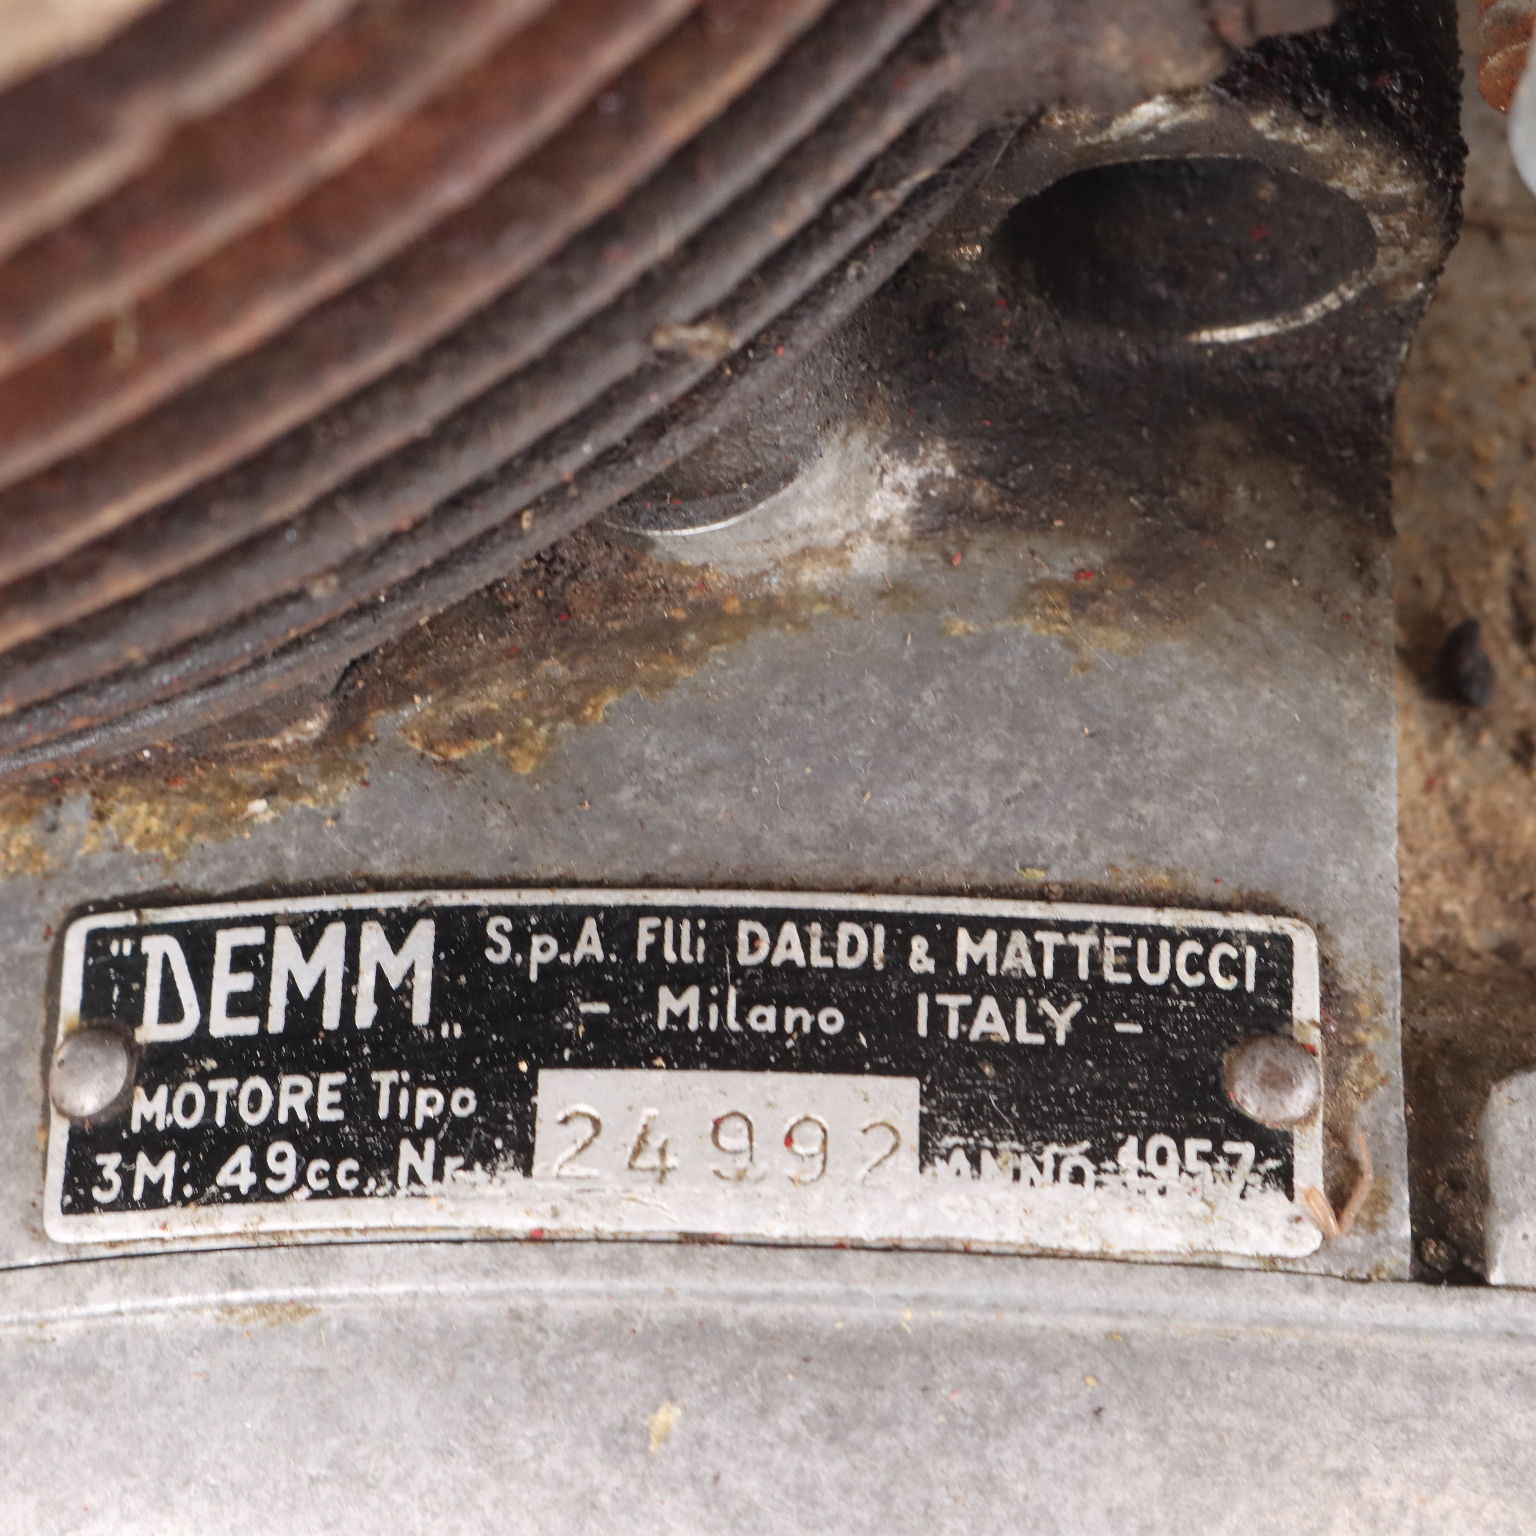 "DEMM„ S.p.A. Flli DALDI & MATTEUCCI
- Milano ITALY -
MOTORE Tipo
3M: 49cc. Nr. 24992 ANNO 1957